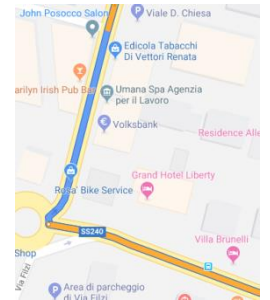 John Posocco Salon
Viale D. Chiesa
Edicola Tabacchi
Di Vettori Renata
arilyn Irish Pub Bar
Umana Spa Agenzia
per il Lavoro
Volksbank
Residence Alle
Grand Hotel Liberty
Rosa' Bike Service
SS240
Villa Brunelli
Shop
Via Filzi
Area di parcheggio
di Via Filzi